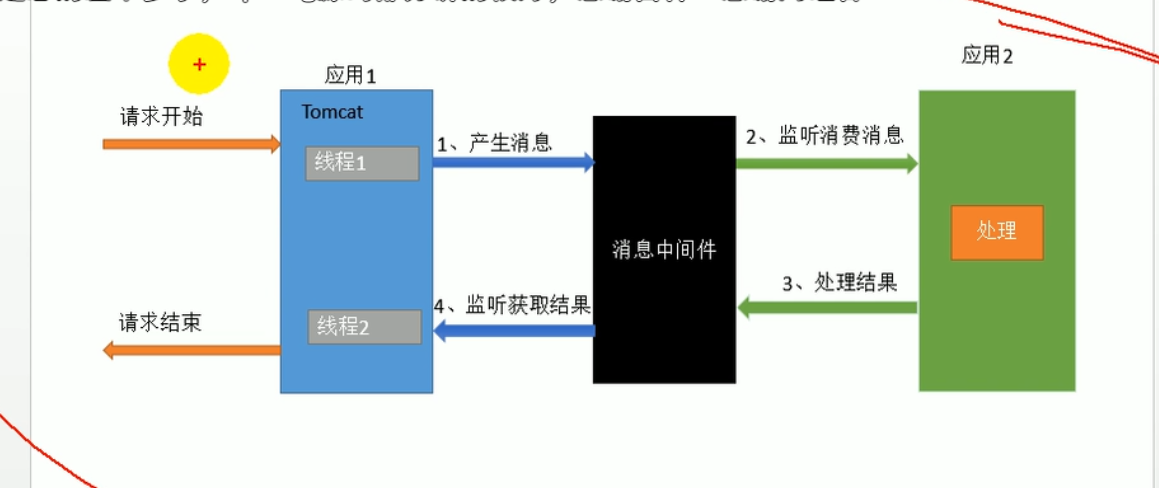 应用1
应用2
请求开始
Tomcat
线程1
1、产生消息
2、监听消费消息
消息中间件
处理
3、处理结果
4、监听获取结果
线程2
请求结束